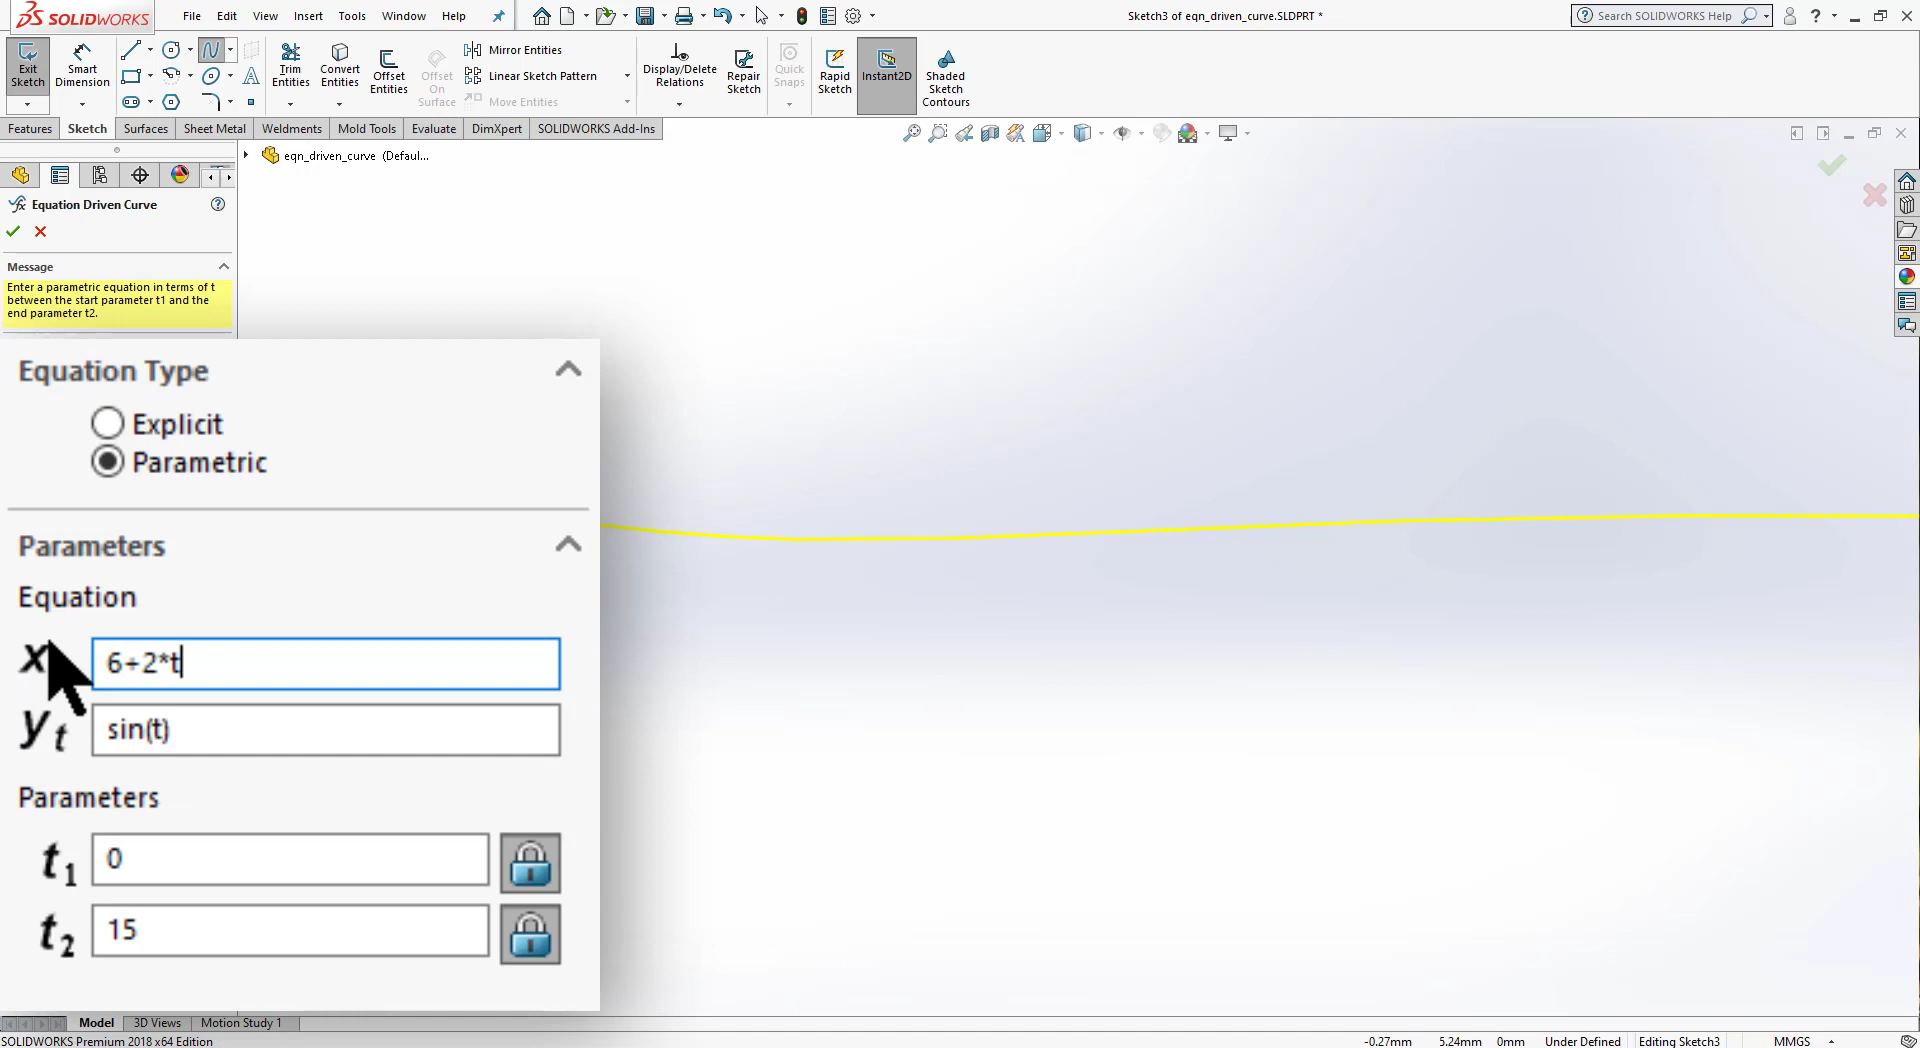 SOLIDWORKS
File Edit View Insert Tools Window Help
Sketch3 of eqn_driven_curve.SLDPRT *
Search SOLIDWORKS Help
?
Exit Sketch
Smart Dimension
Trim Entities
Convert Entities
Offset Entities
Offset On Surface
Mirror Entities
Linear Sketch Pattern
Move Entities
Display/Delete Relations
Repair Sketch
Quick Snaps
Rapid Sketch
Instant2D
Shaded Sketch Contours
Features Sketch Surfaces Sheet Metal Weldments Mold Tools Evaluate DimXpert SOLIDWORKS Add-Ins
eqn_driven_curve (Defaul...
Equation Driven Curve
Message
Enter a parametric equation in terms of t
between the start parameter t1 and the
end parameter t2.
Equation Type
Explicit
Parametric
Parameters
Equation
x 6+2*t
yt sin(t)
Parameters
t1 0
t2 15
Model 3D Views Motion Study 1
SOLIDWORKS Premium 2018 x64 Edition
-0.27mm 5.24mm 0mm Under Defined Editing Sketch3 MMGS